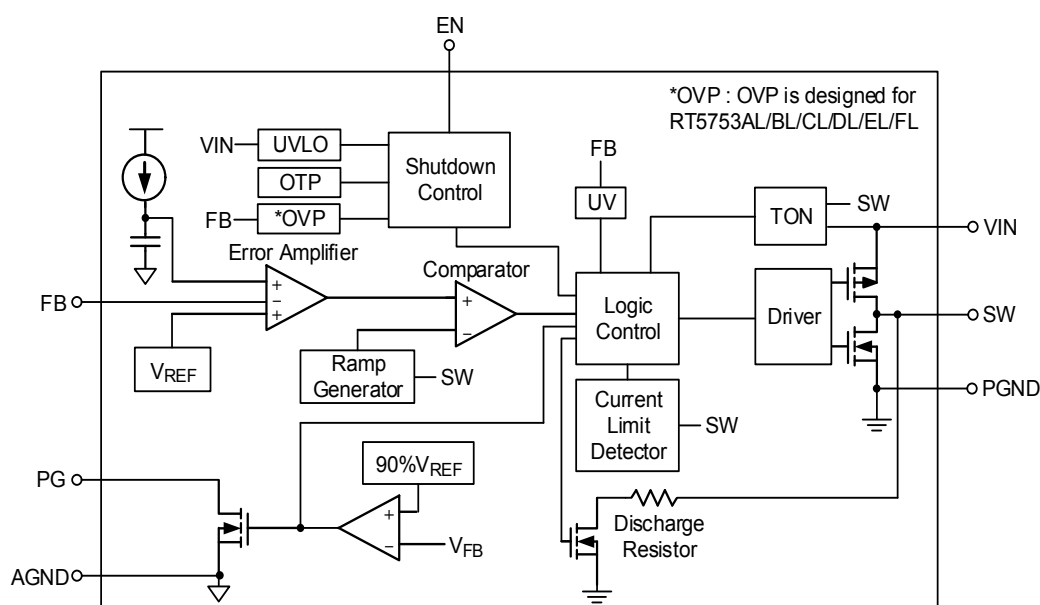 EN
*OVP : OVP is designed for
RT5753AL/BL/CL/DL/EL/FL
VIN
UVLO
Shutdown
Control
OTP
FB
*OVP
FB
UV
TON
SW
VIN
Error Amplifier
Comparator
FB
+
−
+
+
−
Logic
Control
Driver
SW
VREF
Ramp
Generator
SW
Current
Limit
Detector
SW
PGND
PG
90%VREF
+
−
VFB
Discharge
Resistor
AGND